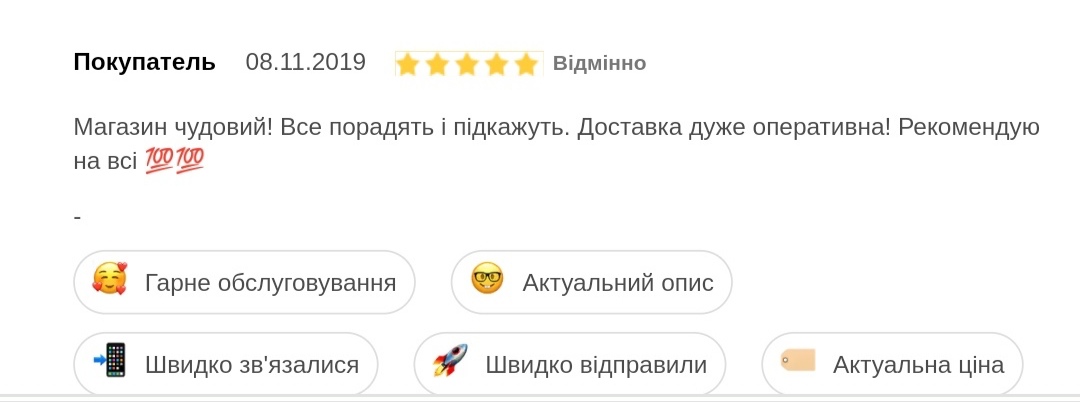 Покупатель 08.11.2019 Відмінно
Магазин чудовий! Все порадять і підкажуть. Доставка дуже оперативна! Рекомендую
на всі 💯💯
-
🥰 Гарне обслуговування 🤓 Актуальний опис
📲 Швидко зв'язалися 🚀 Швидко відправили Актуальна ціна